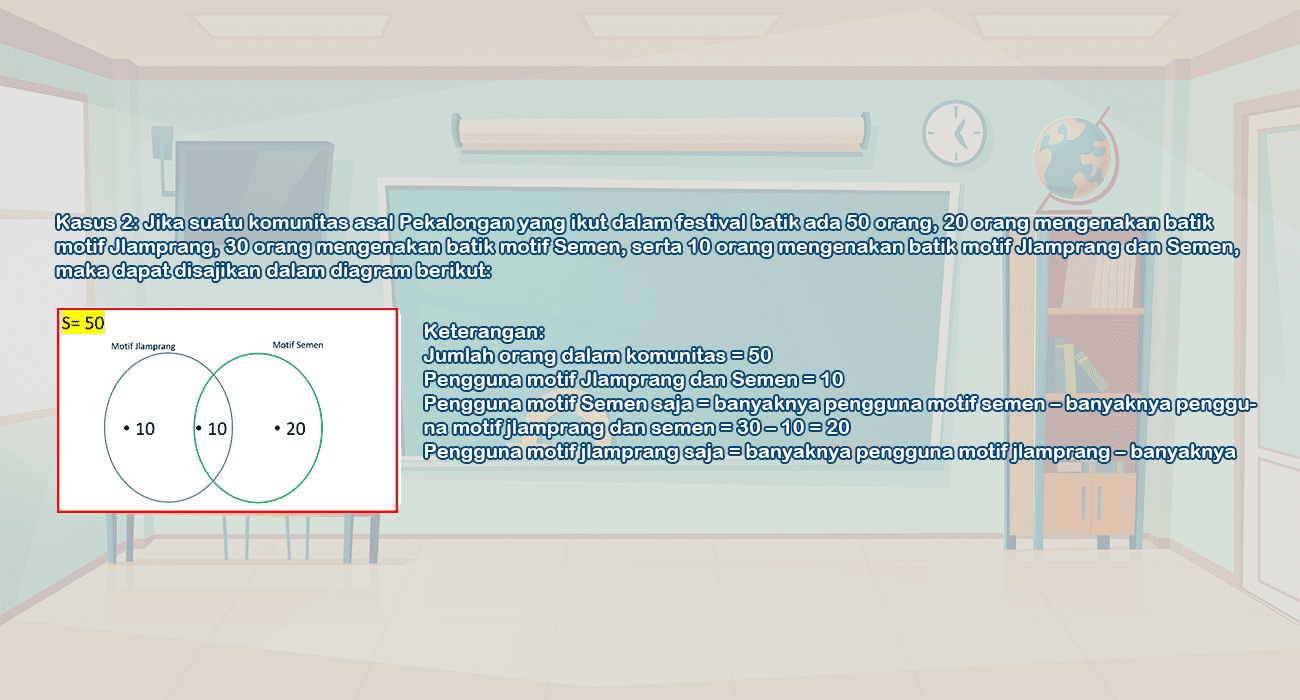 Kasus 2: Jika suatu komunitas asal Pekalongan yang ikut dalam festival batik ada 50 orang, 20 orang mengenakan batik
motif Jlamprang, 30 orang mengenakan batik motif Semen, serta 10 orang mengenakan batik motif Jlamprang dan Semen,
maka dapat disajikan dalam diagram berikut:
S= 50
Motif Jlamprang
Motif Semen
• 10
• 10
• 20
Keterangan:
Jumlah orang dalam komunitas = 50
Pengguna motif Jlamprang dan Semen = 10
Pengguna motif Semen saja = banyaknya pengguna motif semen – banyaknya penggu-
na motif jlamprang dan semen = 30 – 10 = 20
Pengguna motif jlamprang saja = banyaknya pengguna motif jlamprang – banyaknya